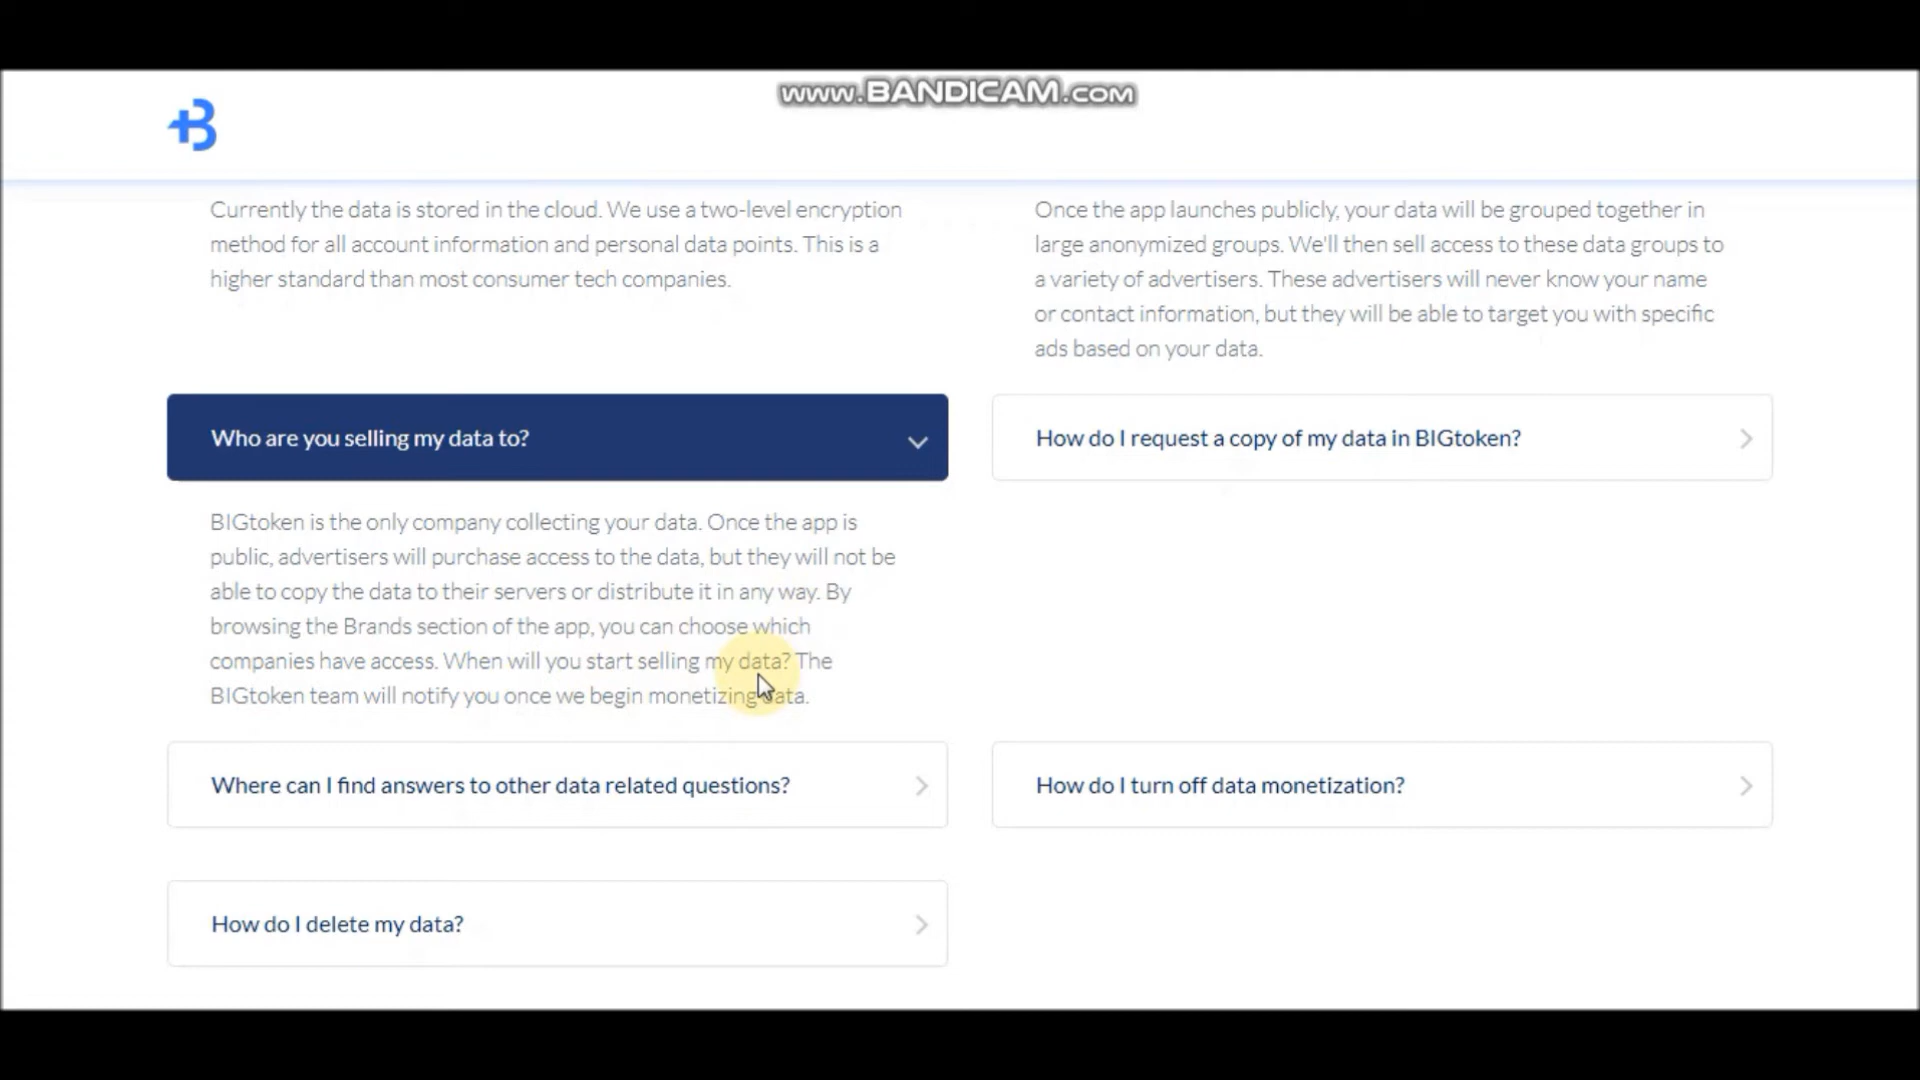 www.BANDICAM.com
Currently the data is stored in the cloud. We use a two-level encryption
method for all account information and personal data points. This is a
higher standard than most consumer tech companies.
Once the app launches publicly, your data will be grouped together in
large anonymized groups. We'll then sell access to these data groups to
a variety of advertisers. These advertisers will never know your name
or contact information, but they will be able to target you with specific
ads based on your data.
Who are you selling my data to?
How do I request a copy of my data in BIGtoken?
BIGtoken is the only company collecting your data. Once the app is
public, advertisers will purchase access to the data, but they will not be
able to copy the data to their servers or distribute it in any way. By
browsing the Brands section of the app, you can choose which
companies have access. When will you start selling my data? The
BIGtoken team will notify you once we begin monetizing data.
Where can I find answers to other data related questions?
How do I turn off data monetization?
How do I delete my data?